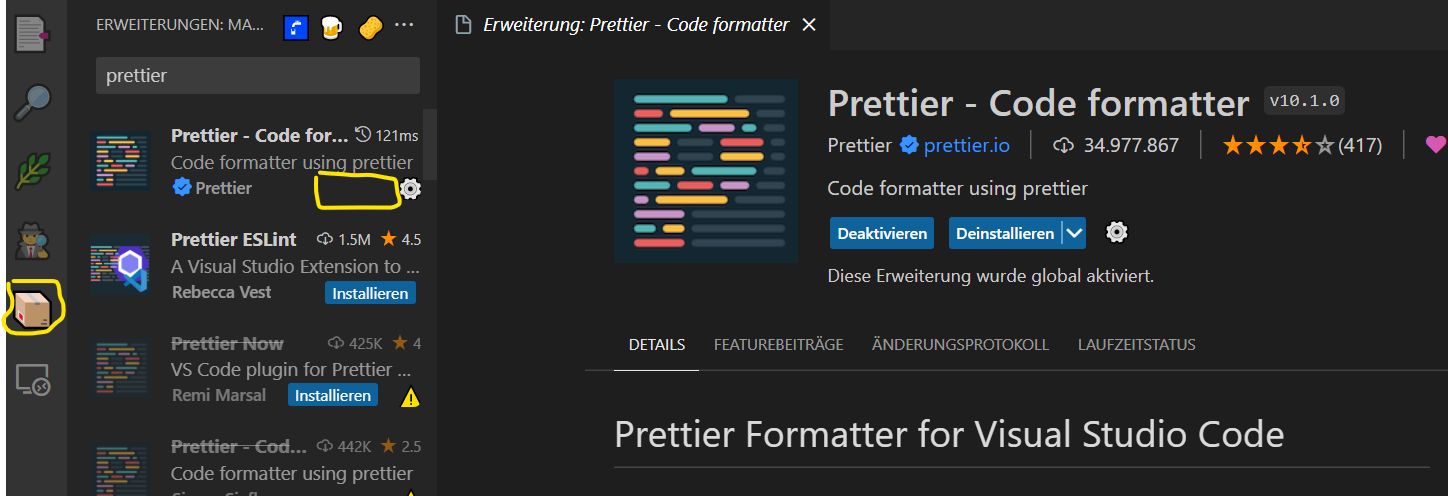 ERWEITERUNGEN: MA...
prettier
Prettier - Code for... 121ms
Code formatter using prettier
Prettier
Prettier ESLint 1.5M 4.5
A Visual Studio Extension to ...
Rebecca Vest Installieren
Prettier Now 425K 4
VS Code plugin for Prettier ...
Remi Marsal Installieren
Prettier - Cod... 442K 2.5
Code formatter using prettier
Erweiterung: Prettier - Code formatter
Prettier - Code formatter v10.1.0
Prettier prettier.io 34.977.867 (417)
Code formatter using prettier
Deaktivieren Deinstallieren
Diese Erweiterung wurde global aktiviert.
DETAILS FEATUREBEITRÄGE ÄNDERUNGSPROTOKOLL LAUFZEITSTATUS
Prettier Formatter for Visual Studio Code